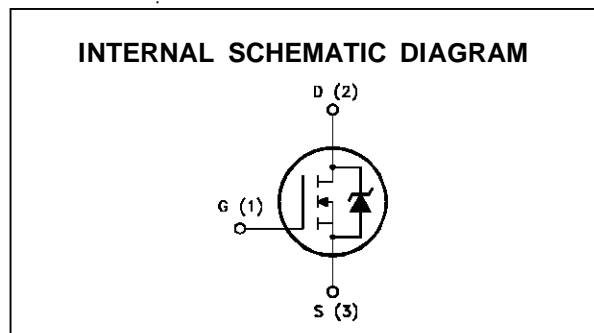 INTERNAL SCHEMATIC DIAGRAM
D (2)
G (1)
S (3)